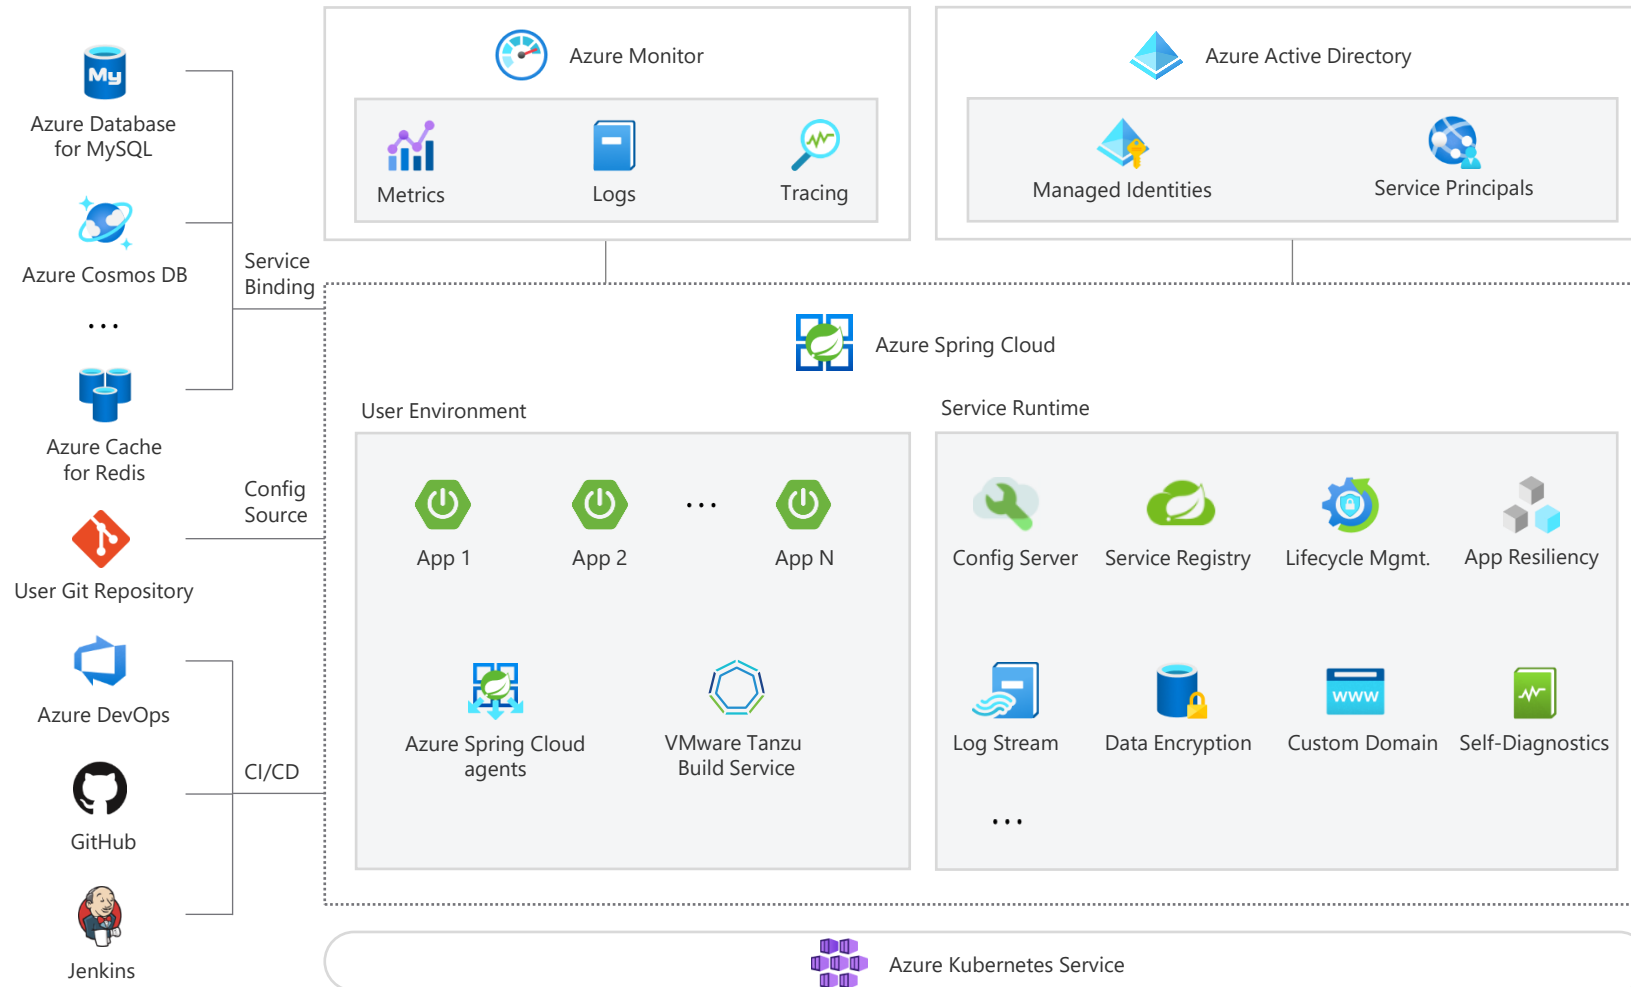 Azure Monitor
Metrics
Logs
Tracing
Azure Active Directory
Managed Identities
Service Principals
My
Azure Database
for MySQL
Azure Cosmos DB
...
Azure Cache
for Redis
Service
Binding
User Git Repository
Config
Source
Azure DevOps
GitHub
Jenkins
CI/CD
Azure Spring Cloud
User Environment
App 1
App 2
...
App N
Azure Spring Cloud
agents
VMware Tanzu
Build Service
Service Runtime
Config Server
Service Registry
Lifecycle Mgmt.
App Resiliency
Log Stream
Data Encryption
www
Custom Domain
Self-Diagnostics
...
Azure Kubernetes Service